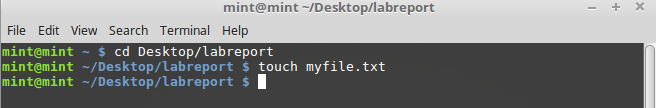 mint@mint ~/Desktop/labreport
File Edit View Search Terminal Help
mint@mint ~ $ cd Desktop/labreport
mint@mint ~/Desktop/labreport $ touch myfile.txt
mint@mint ~/Desktop/labreport $